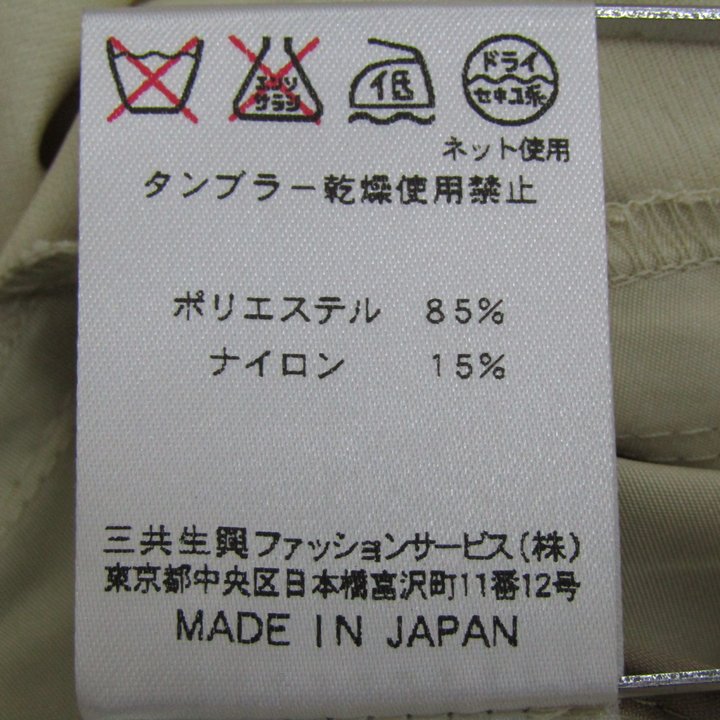 エンソ
サラシ
低
ドライ
セキユ系
ネット使用
タンブラー乾燥使用禁止
ポリエステル 85%
ナイロン 15%
三共生興ファッションサービス(株)
東京都中央区日本橋富沢町11番12号
MADE IN JAPAN